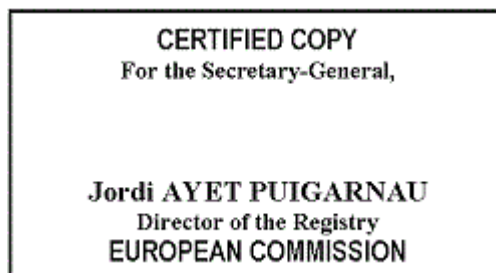 CERTIFIED COPY
For the Secretary-General,
Jordi AYET PUIGARNAU
Director of the Registry
EUROPEAN COMMISSION